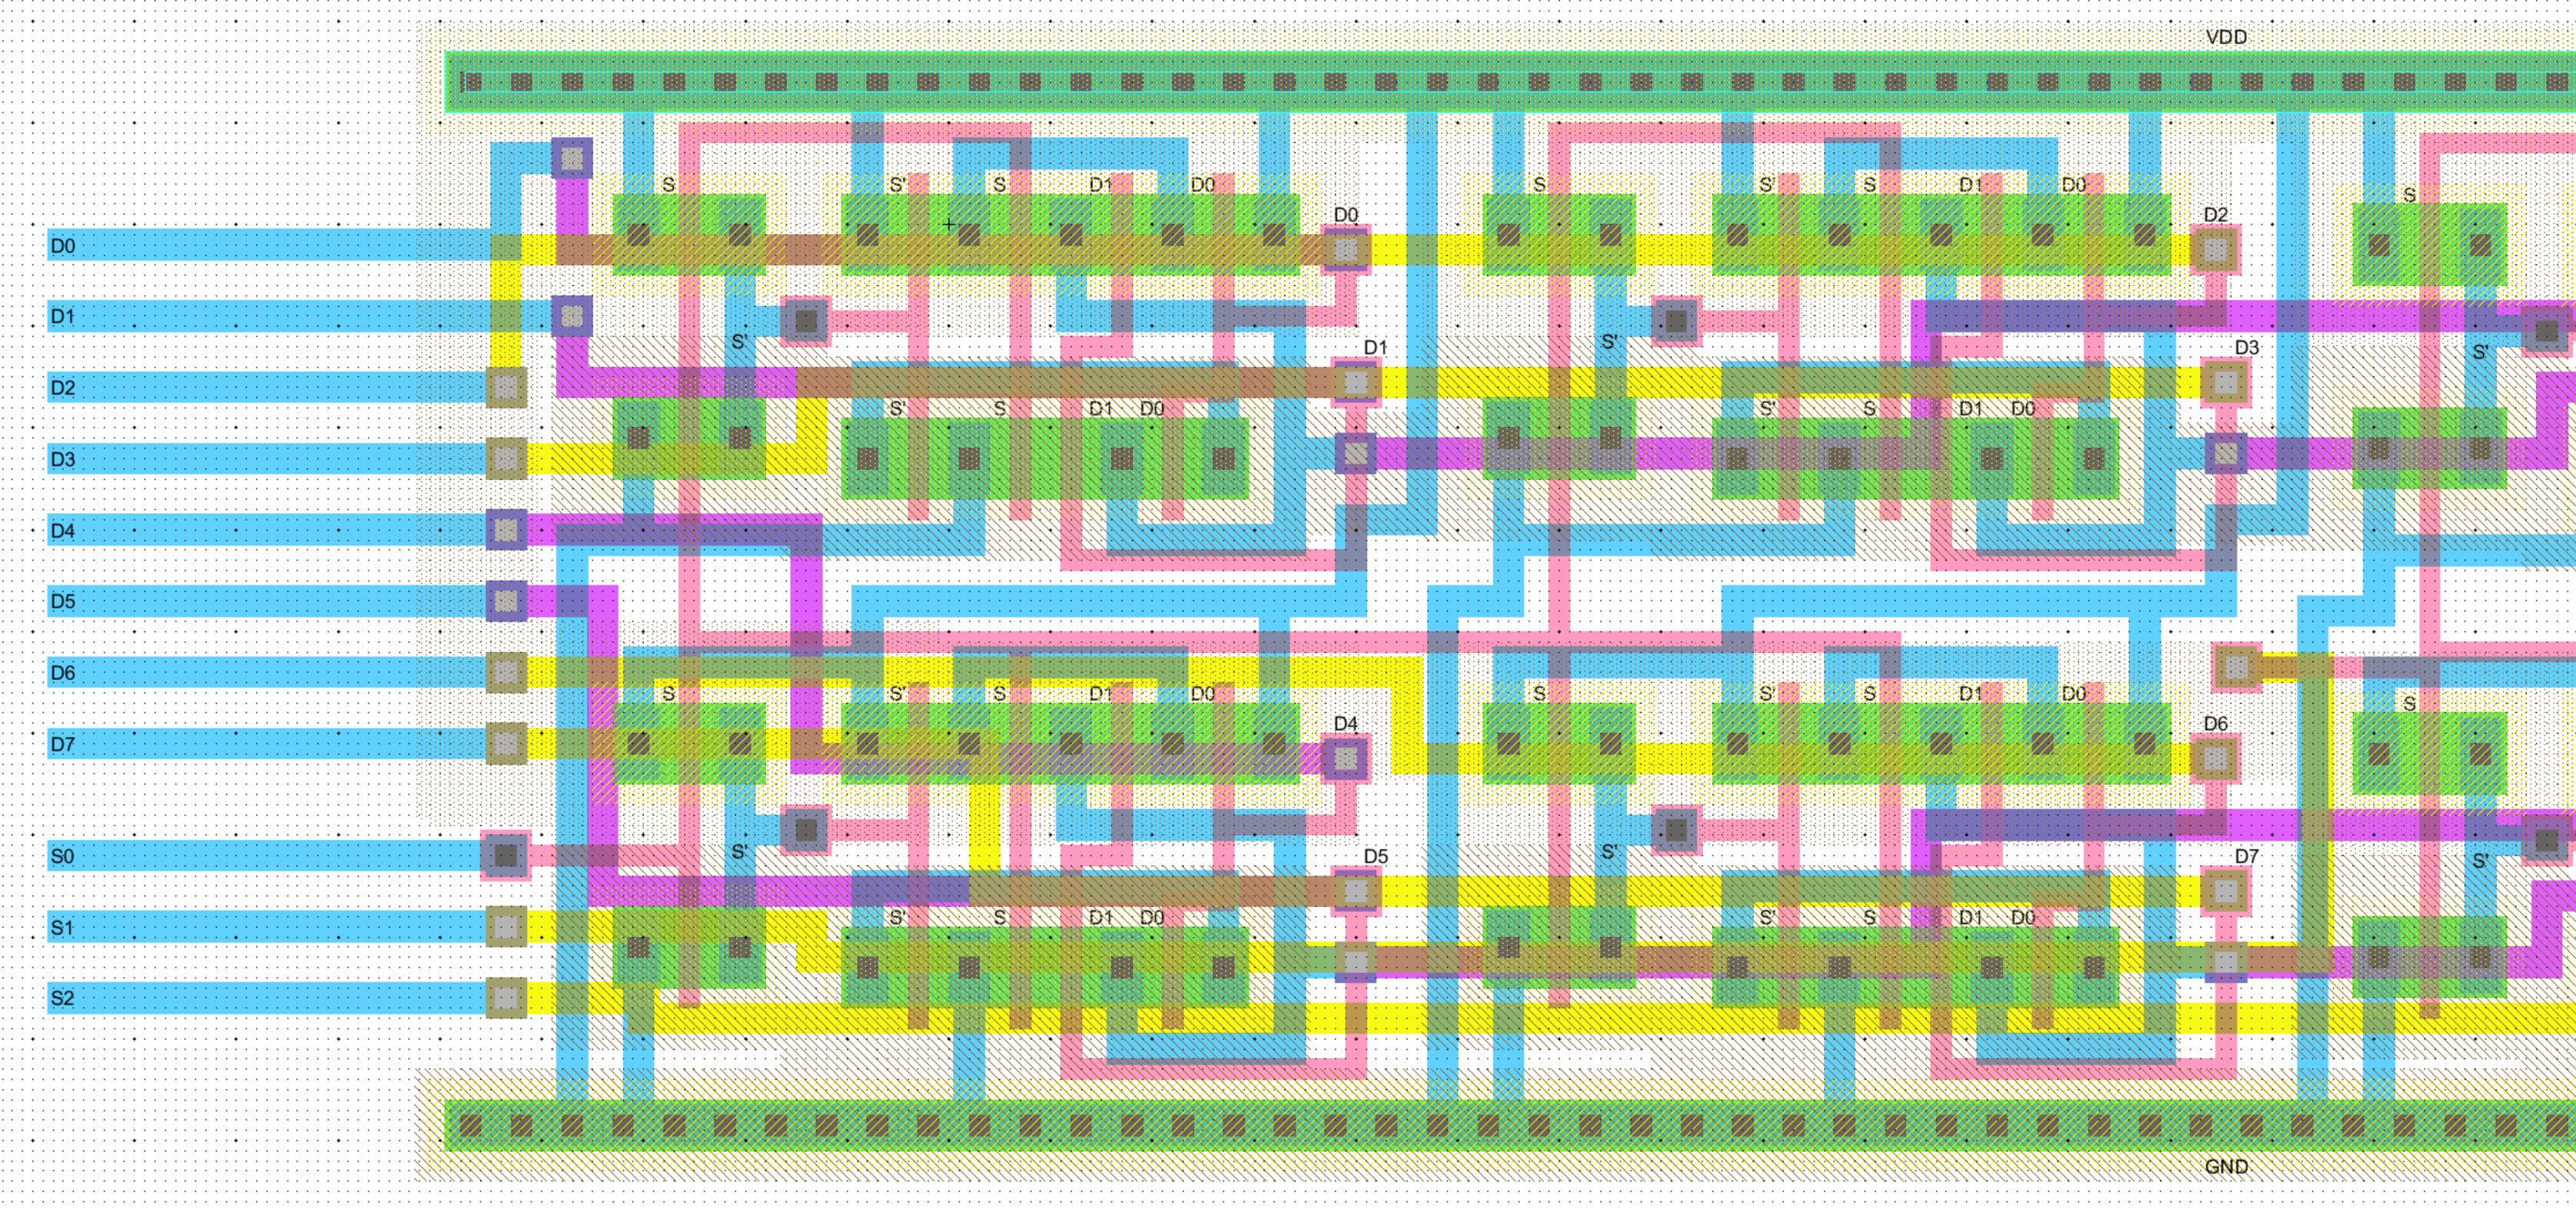 VDD
S S' S D1 D0 S S' S D1 D0 S
D0 D2
D0
D1
S' S' S'
D1 D3
D2
S' S D1 D0 S' S D1 D0
D3
D4
D5
D6
S S' S D1 D0 S S' S D1 D0 S
D4 D6
D7
S0 S' D5 S' D7 S'
S' S D1 D0 S' S D1 D0
S1
S2
GND